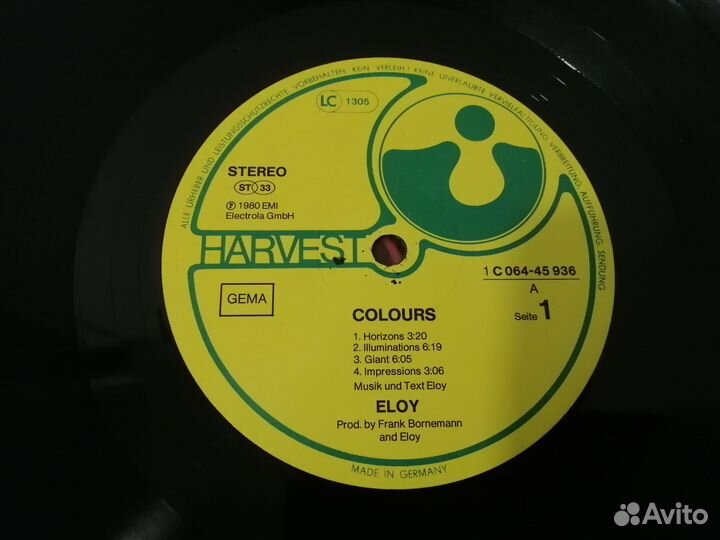 ALLE URHEBER UND LEISTUNGSSCHUTZRECHTE VORBEHALTEN. KEIN VERLEIH! KEINE UNERLAUBTE VERVIELFÄLTIGUNG, VERBREITUNG, AUFFÜHRUNG, SENDUNG
LC 1305
STEREO
ST 33
℗ 1980 EMI
Electrola GmbH
HARVEST
1 C 064-45 936
A
Seite 1
GEMA
COLOURS
1. Horizons 3:20
2. Illuminations 6:19
3. Giant 6:05
4. Impressions 3:06
Musik und Text Eloy
ELOY
Prod. by Frank Bornemann
and Eloy
MADE IN GERMANY
Avito